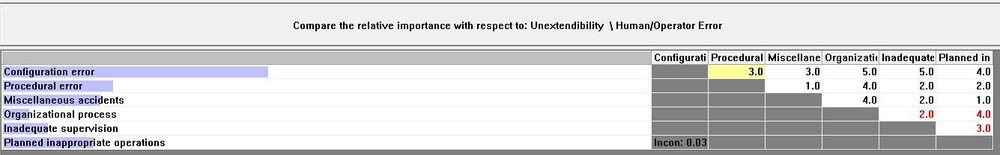 Compare the relative importance with respect to: Unextendibility \ Human/Operator Error
Configurati Procedural Miscellane Organizatic Inadequate Planned in
Configuration error 3.0 3.0 5.0 5.0 4.0
Procedural error 1.0 4.0 2.0 2.0
Miscellaneous accidents 4.0 2.0 1.0
Organizational process 2.0 4.0
Inadequate supervision 3.0
Planned inappropriate operations Incon: 0.03